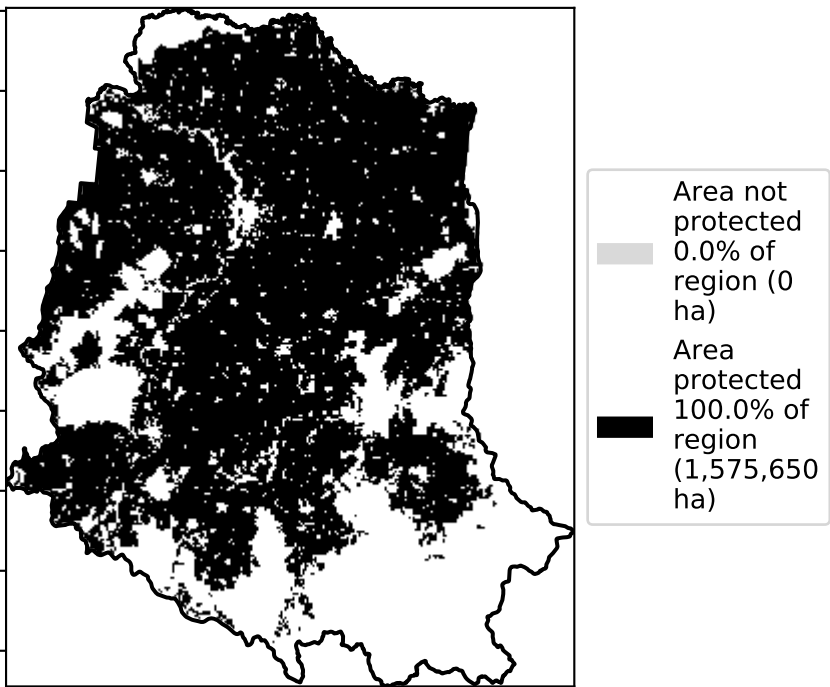 Area not
protected
0.0% of
region (0
ha)
Area
protected
100.0% of
region
(1,575,650
ha)